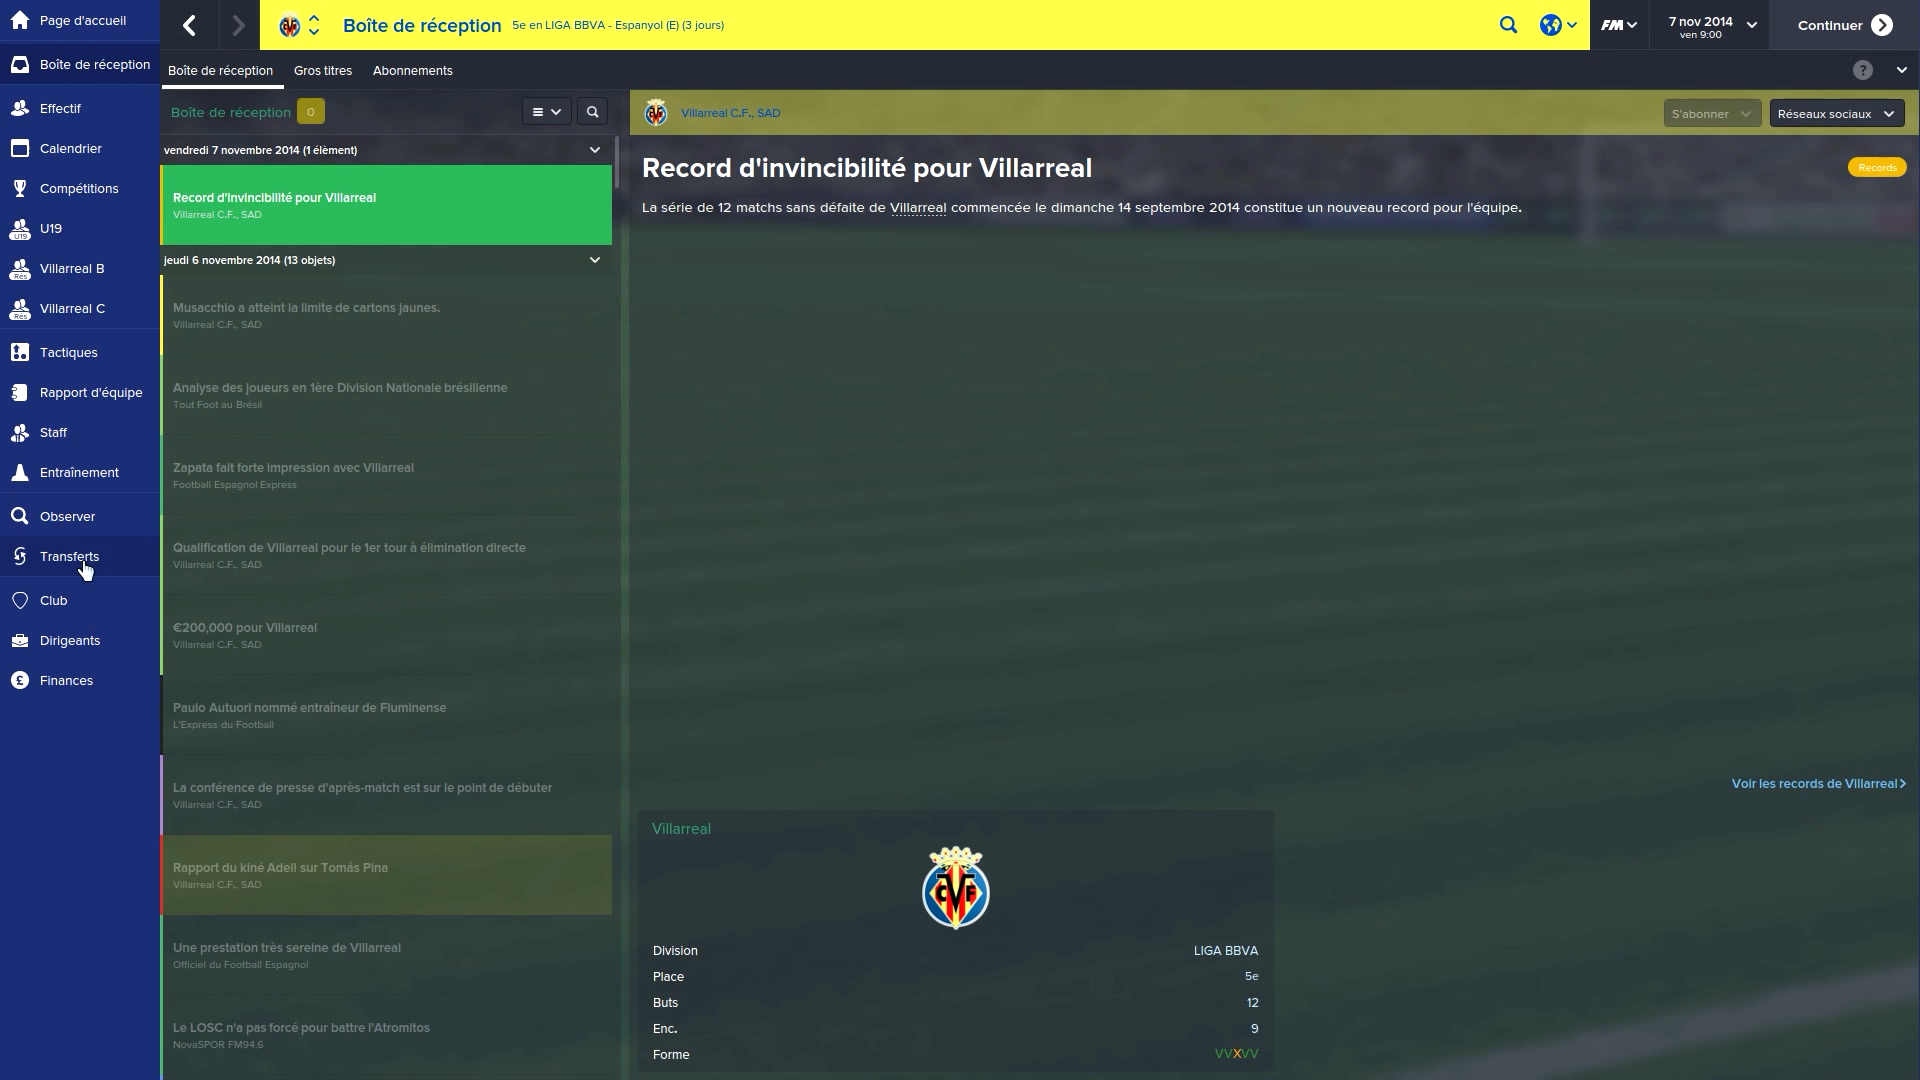 Page d'accueil
Boîte de réception
Effectif
Calendrier
Compétitions
U19
U19
Villarreal B
Rés
Villarreal C
Rés
Tactiques
Rapport d'équipe
Staff
Entraînement
Observer
Transferts
Club
Dirigeants
Finances
Boîte de réception 5e en LIGA BBVA - Espanyol (E) (3 jours)
FM
7 nov 2014
ven 9:00
Continuer
Boîte de réception Gros titres Abonnements
?
Boîte de réception 0
vendredi 7 novembre 2014 (1 élèment)
Record d'invincibilité pour Villarreal
Villarreal C.F., SAD
jeudi 6 novembre 2014 (13 objets)
Musacchio a atteint la limite de cartons jaunes.
Villarreal C.F., SAD
Analyse des joueurs en 1ère Division Nationale brésilienne
Tout Foot au Brésil
Zapata fait forte impression avec Villarreal
Football Espagnol Express
Qualification de Villarreal pour le 1er tour à élimination directe
Villarreal C.F., SAD
€200,000 pour Villarreal
Villarreal C.F., SAD
Paulo Autuori nommé entraîneur de Fluminense
L'Express du Football
La conférence de presse d'après-match est sur le point de débuter
Villarreal C.F., SAD
Rapport du kiné Adell sur Tomás Pina
Villarreal C.F., SAD
Une prestation très sereine de Villarreal
Officiel du Football Espagnol
Le LOSC n'a pas forcé pour battre l'Atromitos
NovaSPOR FM94.6
Villarreal C.F., SAD
S'abonner
Réseaux sociaux
Record d'invincibilité pour Villarreal
Records
La série de 12 matchs sans défaite de Villarreal commencée le dimanche 14 septembre 2014 constitue un nouveau record pour l'équipe.
Voir les records de Villarreal
Villarreal
CVF
Division LIGA BBVA
Place 5e
Buts 12
Enc. 9
Forme VVXVV